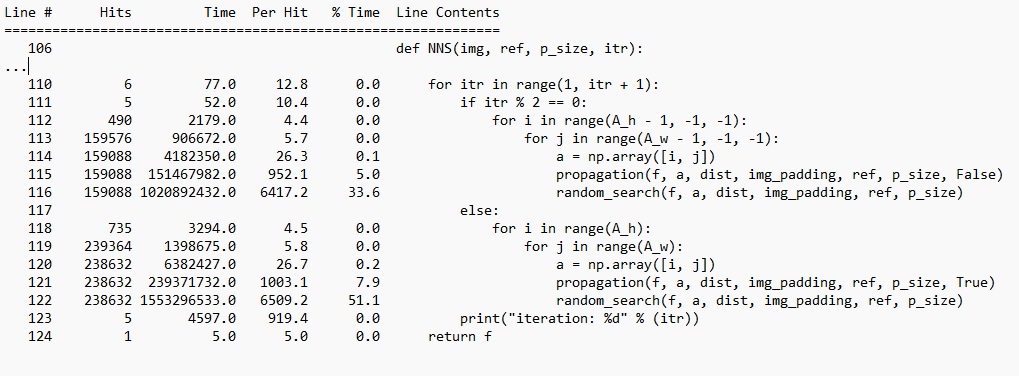 Line #      Hits         Time  Per Hit   % Time  Line Contents
==============================================================
   106                                           def NNS(img, ref, p_size, itr):
...
   110         6         77.0     12.8      0.0      for itr in range(1, itr + 1):
   111         5         52.0     10.4      0.0          if itr % 2 == 0:
   112       490       2179.0      4.4      0.0              for i in range(A_h - 1, -1, -1):
   113    159576     906672.0      5.7      0.0                  for j in range(A_w - 1, -1, -1):
   114    159088    4182350.0     26.3      0.1                      a = np.array([i, j])
   115    159088  151467982.0    952.1      5.0                      propagation(f, a, dist, img_padding, ref, p_size, False)
   116    159088 1020892432.0   6417.2     33.6                      random_search(f, a, dist, img_padding, ref, p_size)
   117                                                   else:
   118       735       3294.0      4.5      0.0              for i in range(A_h):
   119    239364    1398675.0      5.8      0.0                  for j in range(A_w):
   120    238632    6382427.0     26.7      0.2                      a = np.array([i, j])
   121    238632  239371732.0   1003.1      7.9                      propagation(f, a, dist, img_padding, ref, p_size, True)
   122    238632 1553296533.0   6509.2     51.1                      random_search(f, a, dist, img_padding, ref, p_size)
   123         5       4597.0    919.4      0.0          print("iteration: %d" % (itr))
   124         1          5.0      5.0      0.0      return f